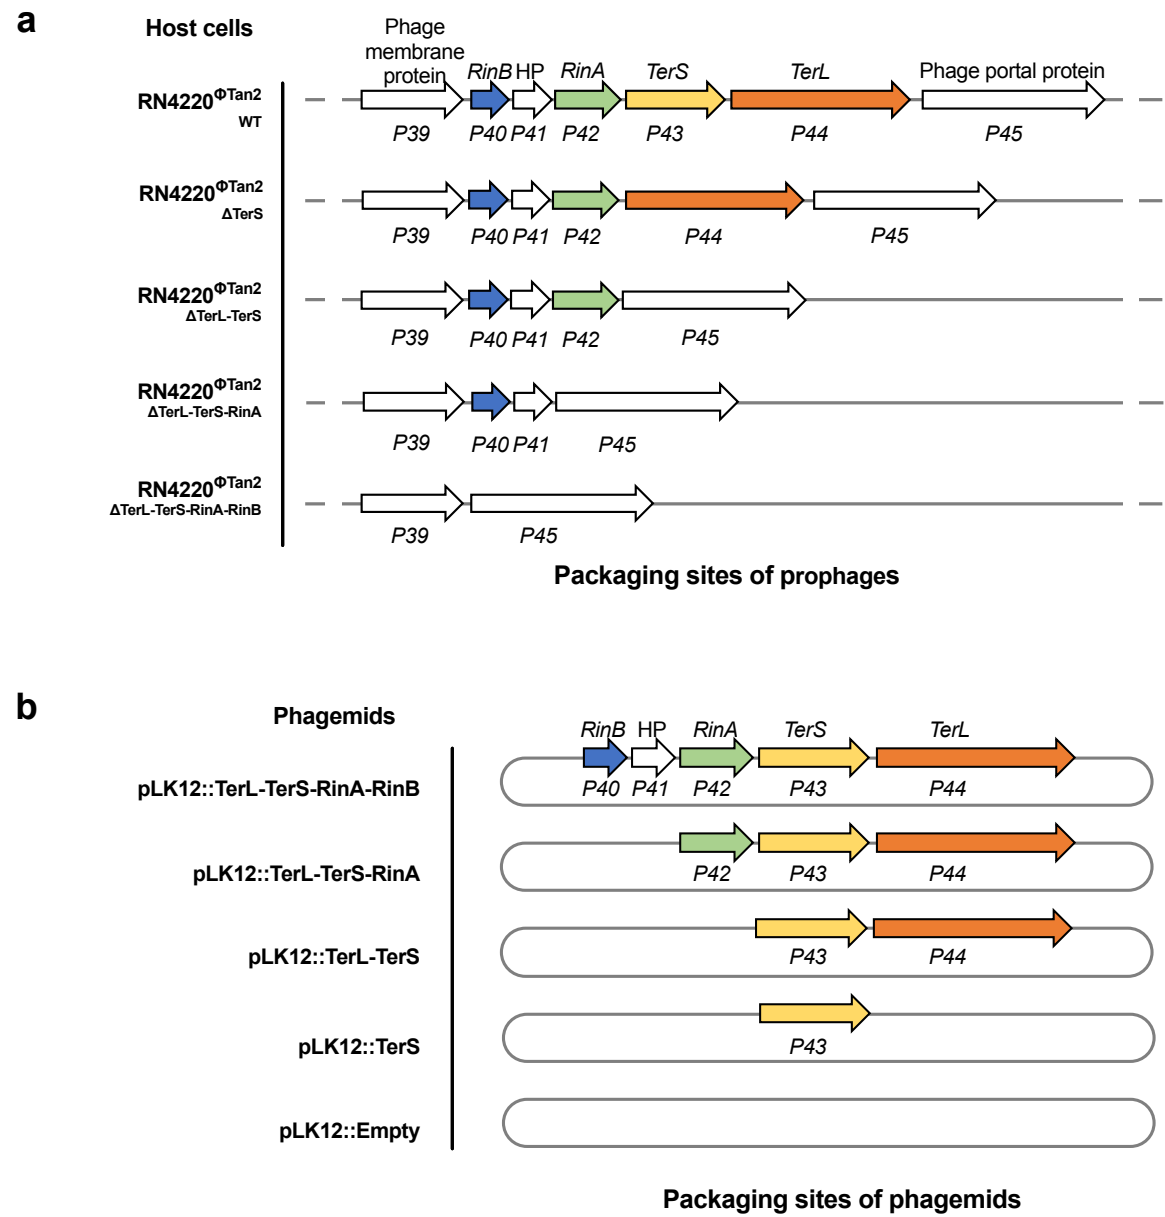 a
Host cells
Phage
membrane
protein RinB HP RinA TerS TerL Phage portal protein
RN4220ΦTan2
WT
P39 P40 P41 P42 P43 P44 P45
RN4220ΦTan2
ΔTerS
P39 P40 P41 P42 P44 P45
RN4220ΦTan2
ΔTerL-TerS
P39 P40 P41 P42 P45
RN4220ΦTan2
ΔTerL-TerS-RinA
P39 P40 P41 P45
RN4220ΦTan2
ΔTerL-TerS-RinA-RinB
P39 P45
Packaging sites of prophages
b
Phagemids
RinB HP RinA TerS TerL
pLK12::TerL-TerS-RinA-RinB
P40 P41 P42 P43 P44
pLK12::TerL-TerS-RinA
P42 P43 P44
pLK12::TerL-TerS
P43 P44
pLK12::TerS
P43
pLK12::Empty
Packaging sites of phagemids